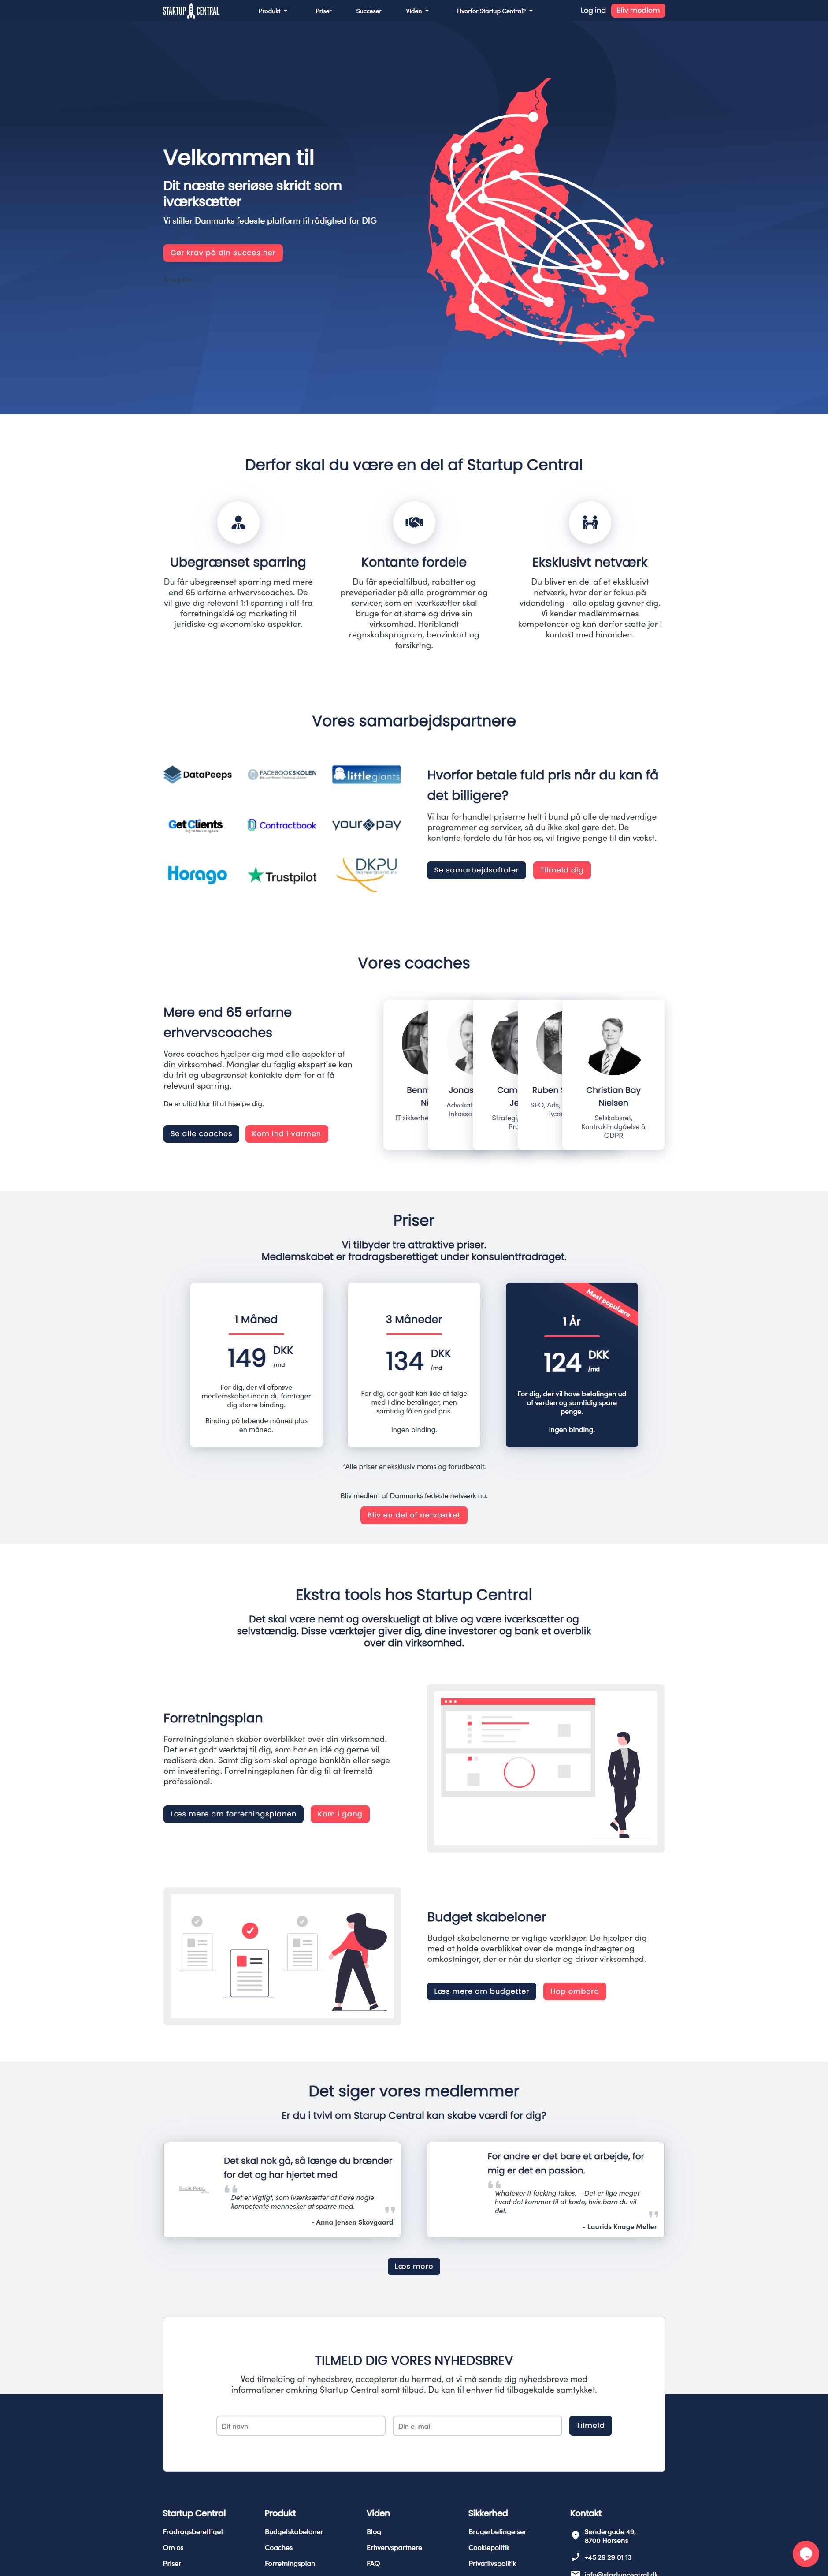 STARTUP CENTRAL
Produkt
Priser
Succeser
Viden
Hvorfor Startup Central?
Log ind
Bliv medlem
Velkommen til
Dit næste seriøse skridt som
iværksætter
Vi stiller Danmarks fedeste platform til rådighed for DIG
Gør krav på din succes her
Derfor skal du være en del af Startup Central
Ubegrænset sparring
Du får ubegrænset sparring med mere
end 65 erfarne erhvervscoaches. De
vil give dig relevant 1:1 sparring i alt fra
forretningsidé og marketing til
juridiske og økonomiske aspekter.
Kontante fordele
Du får specialtilbud, rabatter og
prøveperioder på alle programmer og
servicer, som en iværksætter skal
bruge for at starte og drive sin
virksomhed. Heriblandt
regnskabsprogram, benzinkort og
forsikring.
Eksklusivt netværk
Du bliver en del af et eksklusivt
netværk, hvor der er fokus på
videndeling - alle opslag gavner dig.
Vi kender medlemmernes
kompetencer og kan derfor sætte jer i
kontakt med hinanden.
Vores samarbejdspartnere
DataPeeps
FACEBOOKSKOLEN
littlegiants
Get Clients
Digital Marketing Lab
Contractbook
yourpay
Horago
Trustpilot
DKPU
Hvorfor betale fuld pris når du kan få
det billigere?
Vi har forhandlet priserne helt i bund på alle de nødvendige
programmer og servicer, så du ikke skal gøre det. De
kontante fordele du får hos os, vil frigive penge til din vækst.
Se samarbejdsaftaler
Tilmeld dig
Vores coaches
Mere end 65 erfarne
erhvervscoaches
Vores coaches hjælper dig med alle aspekter af
din virksomhed. Mangler du faglig ekspertise kan
du frit og ubegrænset kontakte dem for at få
relevant sparring.
De er altid klar til at hjælpe dig.
Se alle coaches
Kom ind i varmen
Benn
Ni
IT sikkerhe
Jonas
Advokat
Inkasso
Cam
Je
Strategi,
Pro
Ruben S
SEO, Ads,
Ivær
Christian Bay
Nielsen
Selskabsret,
Kontraktindgåelse &
GDPR
Priser
Vi tilbyder tre attraktive priser.
Medlemskabet er fradragsberettiget under konsulentfradraget.
1 Måned
149 DKK
/md
For dig, der vil afprøve
medlemskabet inden du foretager
dig større binding.
Binding på løbende måned plus
en måned.
3 Måneder
134 DKK
/md
For dig, der godt kan lide at følge
med i dine betalinger, men
samtidig få en god pris.
Ingen binding.
Mest populære
1 År
124 DKK
/md
For dig, der vil have betalingen ud
af verden og samtidig spare
penge.
Ingen binding.
*Alle priser er eksklusiv moms og forudbetalt.
Bliv medlem af Danmarks fedeste netværk nu.
Bliv en del af netværket
Ekstra tools hos Startup Central
Det skal være nemt og overskueligt at blive og være iværksætter og
selvstændig. Disse værktøjer giver dig, dine investorer og bank et overblik
over din virksomhed.
Forretningsplan
Forretningsplanen skaber overblikket over din virksomhed.
Det er et godt værktøj til dig, som har en idé og gerne vil
realisere den. Samt dig som skal optage banklån eller søge
om investering. Forretningsplanen får dig til at fremstå
professionel.
Læs mere om forretningsplanen
Kom i gang
Budget skabeloner
Budget skabelonerne er vigtige værktøjer. De hjælper dig
med at holde overblikket over de mange indtægter og
omkostninger, der er når du starter og driver virksomhed.
Læs mere om budgetter
Hop ombord
Det siger vores medlemmer
Er du i tvivl om Starup Central kan skabe værdi for dig?
Det skal nok gå, så længe du brænder
for det og har hjertet med
Det er vigtigt, som iværksætter at have nogle
kompetente mennesker at sparre med.
- Anna Jensen Skovgaard
For andre er det bare et arbejde, for
mig er det en passion.
Whatever it fucking takes. – Det er lige meget
hvad det kommer til at koste, hvis bare du vil
det.
- Laurids Knage Møller
Læs mere
TILMELD DIG VORES NYHEDSBREV
Ved tilmelding af nyhedsbrev, accepterer du hermed, at vi må sende dig nyhedsbreve med
informationer omkring Startup Central samt tilbud. Du kan til enhver tid tilbagekalde samtykket.
Dit navn
Din e-mail
Tilmeld
Startup Central
Fradragsberettiget
Om os
Priser
Produkt
Budgetskabeloner
Coaches
Forretningsplan
Viden
Blog
Erhvervspartnere
FAQ
Sikkerhed
Brugerbetingelser
Cookiepolitik
Privatlivspolitik
Kontakt
Søndergade 49,
8700 Horsens
+45 29 29 01 13
info@startupcentral.dk